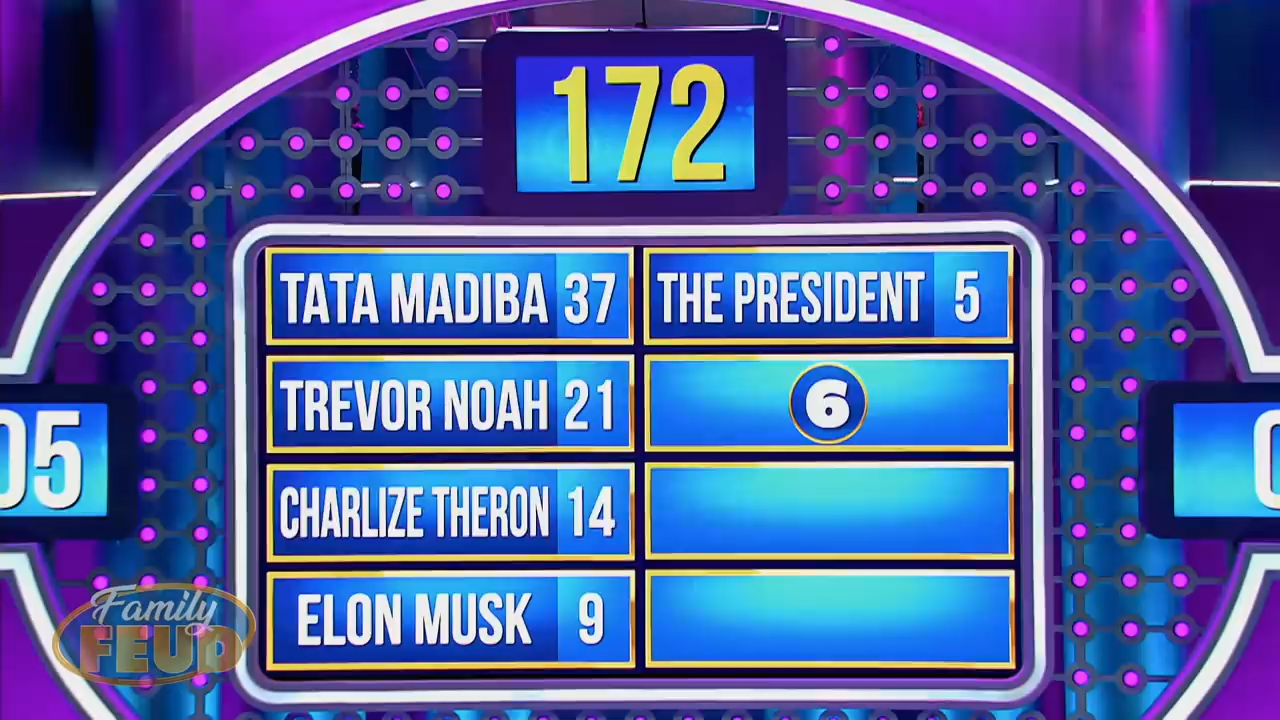 172
TATA MADIBA 37
THE PRESIDENT 5
TREVOR NOAH 21
6
CHARLIZE THERON 14
ELON MUSK 9
05
Family
FEUD